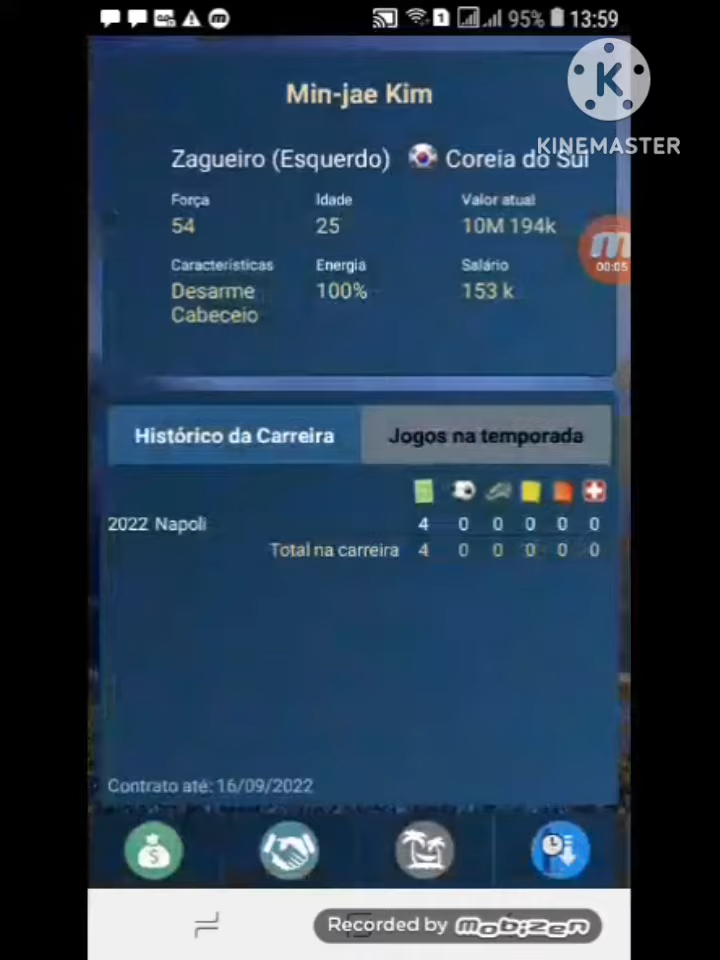 95% 13:59
Min-jae Kim
KINEMASTER
Zagueiro (Esquerdo) Coreia do Sul
Força Idade Valor atual
54 25 10M 194k
00:05
Características Energia Salário
Desarme 100% 153 k
Cabeceio
Histórico da Carreira Jogos na temporada
2022 Napoli 4 0 0 0 0 0
Total na carreira 4 0 0 0 0 0
Contrato até: 16/09/2022
Recorded by mobizen